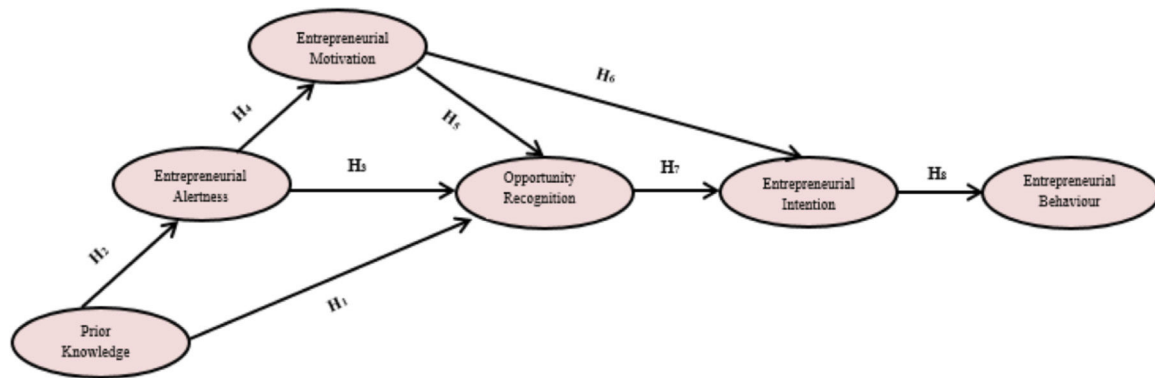 Entrepreneurial
Motivation
H₆
H₄
H₅
Entrepreneurial
Alertness
H₃
Opportunity
Recognition
H₇
Entrepreneurial
Intention
H₈
Entrepreneurial
Behaviour
H₂
H₁
Prior
Knowledge